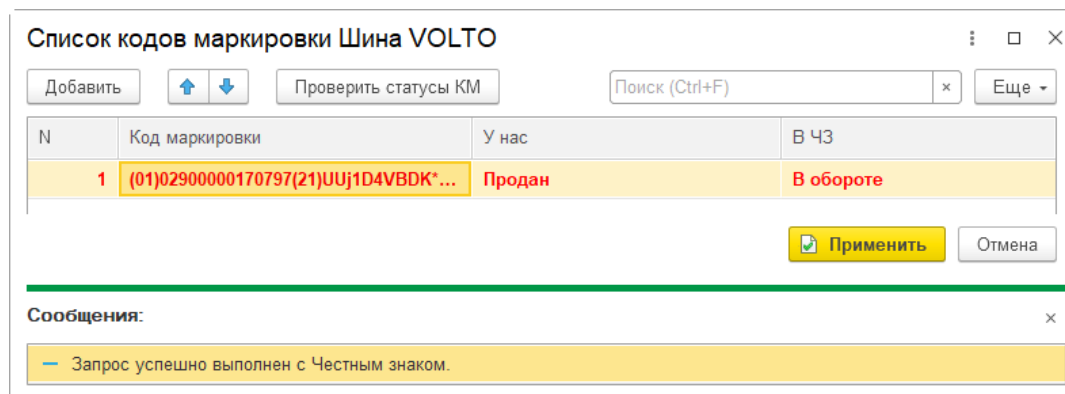 Список кодов маркировки Шина VOLTO
Добавить Проверить статусы КМ Поиск (Ctrl+F) × Еще
N Код маркировки У нас В ЧЗ
1 (01)02900000170797(21)UUj1D4VBDK*... Продан В обороте
Применить Отмена
Сообщения:
Запрос успешно выполнен с Честным знаком.